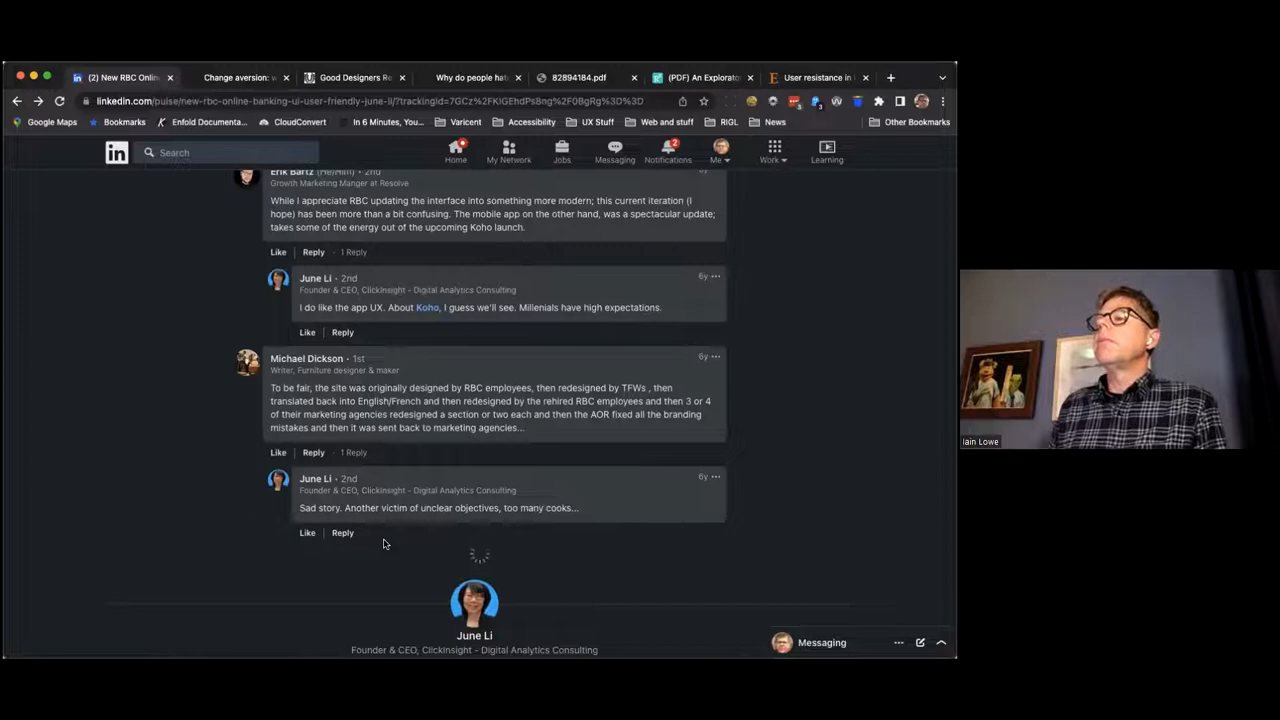 (2) New RBC Onlin
Change aversion: w
Good Designers Re
Why do people hat
82894184.pdf
(PDF) An Explorato
User resistance in I
linkedin.com/pulse/new-rbc-online-banking-ui-user-friendly-june-li/?trackingId=7GCz%2FKIGEhdPs8ng%2F0BgRg%3D%3D
Google Maps
Bookmarks
Enfold Documenta...
CloudConvert
In 6 Minutes, You...
Varicent
Accessibility
UX Stuff
Web and stuff
RIGL
News
Other Bookmarks
in
Search
Home
My Network
Jobs
Messaging
2
Notifications
Me
Work
Learning
Erik Bartz (He/Him) • 2nd
Growth Marketing Manger at Resolve
While I appreciate RBC updating the interface into something more modern; this current iteration (I
hope) has been more than a bit confusing. The mobile app on the other hand, was a spectacular update;
takes some of the energy out of the upcoming Koho launch.
Like | Reply · 1 Reply
June Li • 2nd
6y
Founder & CEO, ClickInsight - Digital Analytics Consulting
I do like the app UX. About Koho, I guess we'll see. Millenials have high expectations.
Like | Reply
Michael Dickson • 1st
6y
Writer, Furniture designer & maker
To be fair, the site was originally designed by RBC employees, then redesigned by TFWs , then
translated back into English/French and then redesigned by the rehired RBC employees and then 3 or 4
of their marketing agencies redesigned a section or two each and then the AOR fixed all the branding
mistakes and then it was sent back to marketing agencies...
Like | Reply · 1 Reply
June Li • 2nd
6y
Founder & CEO, ClickInsight - Digital Analytics Consulting
Sad story. Another victim of unclear objectives, too many cooks...
Like | Reply
June Li
Founder & CEO, ClickInsight - Digital Analytics Consulting
Messaging
Iain Lowe